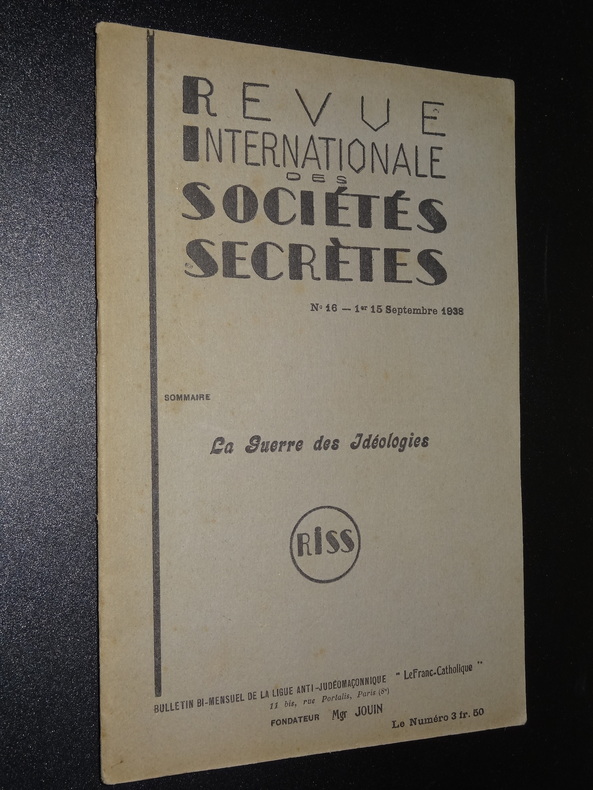 REVUE
INTERNATIONALE
DES
SOCIÉTÉS
SECRÈTES
No 16 — 1er 15 Septembre 1938
SOMMAIRE
La Guerre des Idéologies
RISS
BULLETIN BI-MENSUEL DE LA LIGUE ANTI-JUDÉOMAÇONNIQUE " LeFranc-Catholique "
11 bis, rue Portalis, Paris (8e)
FONDATEUR Mgr JOUIN
Le Numéro 3 fr. 50